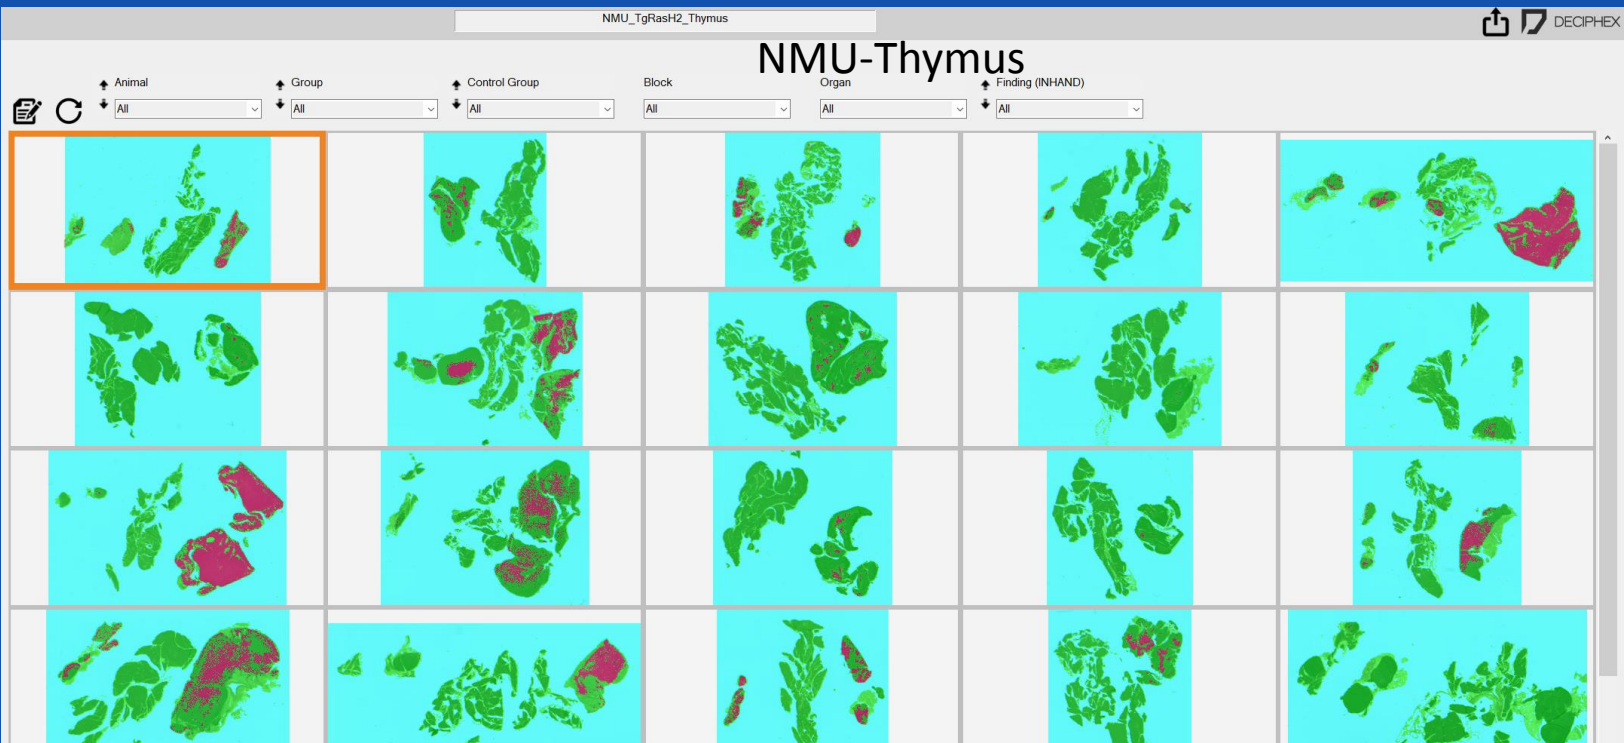 NMU_TgRasH2_Thymus
DECIPHEX
NMU-Thymus
Animal Group Control Group Block Organ Finding (INHAND)
All All All All All All